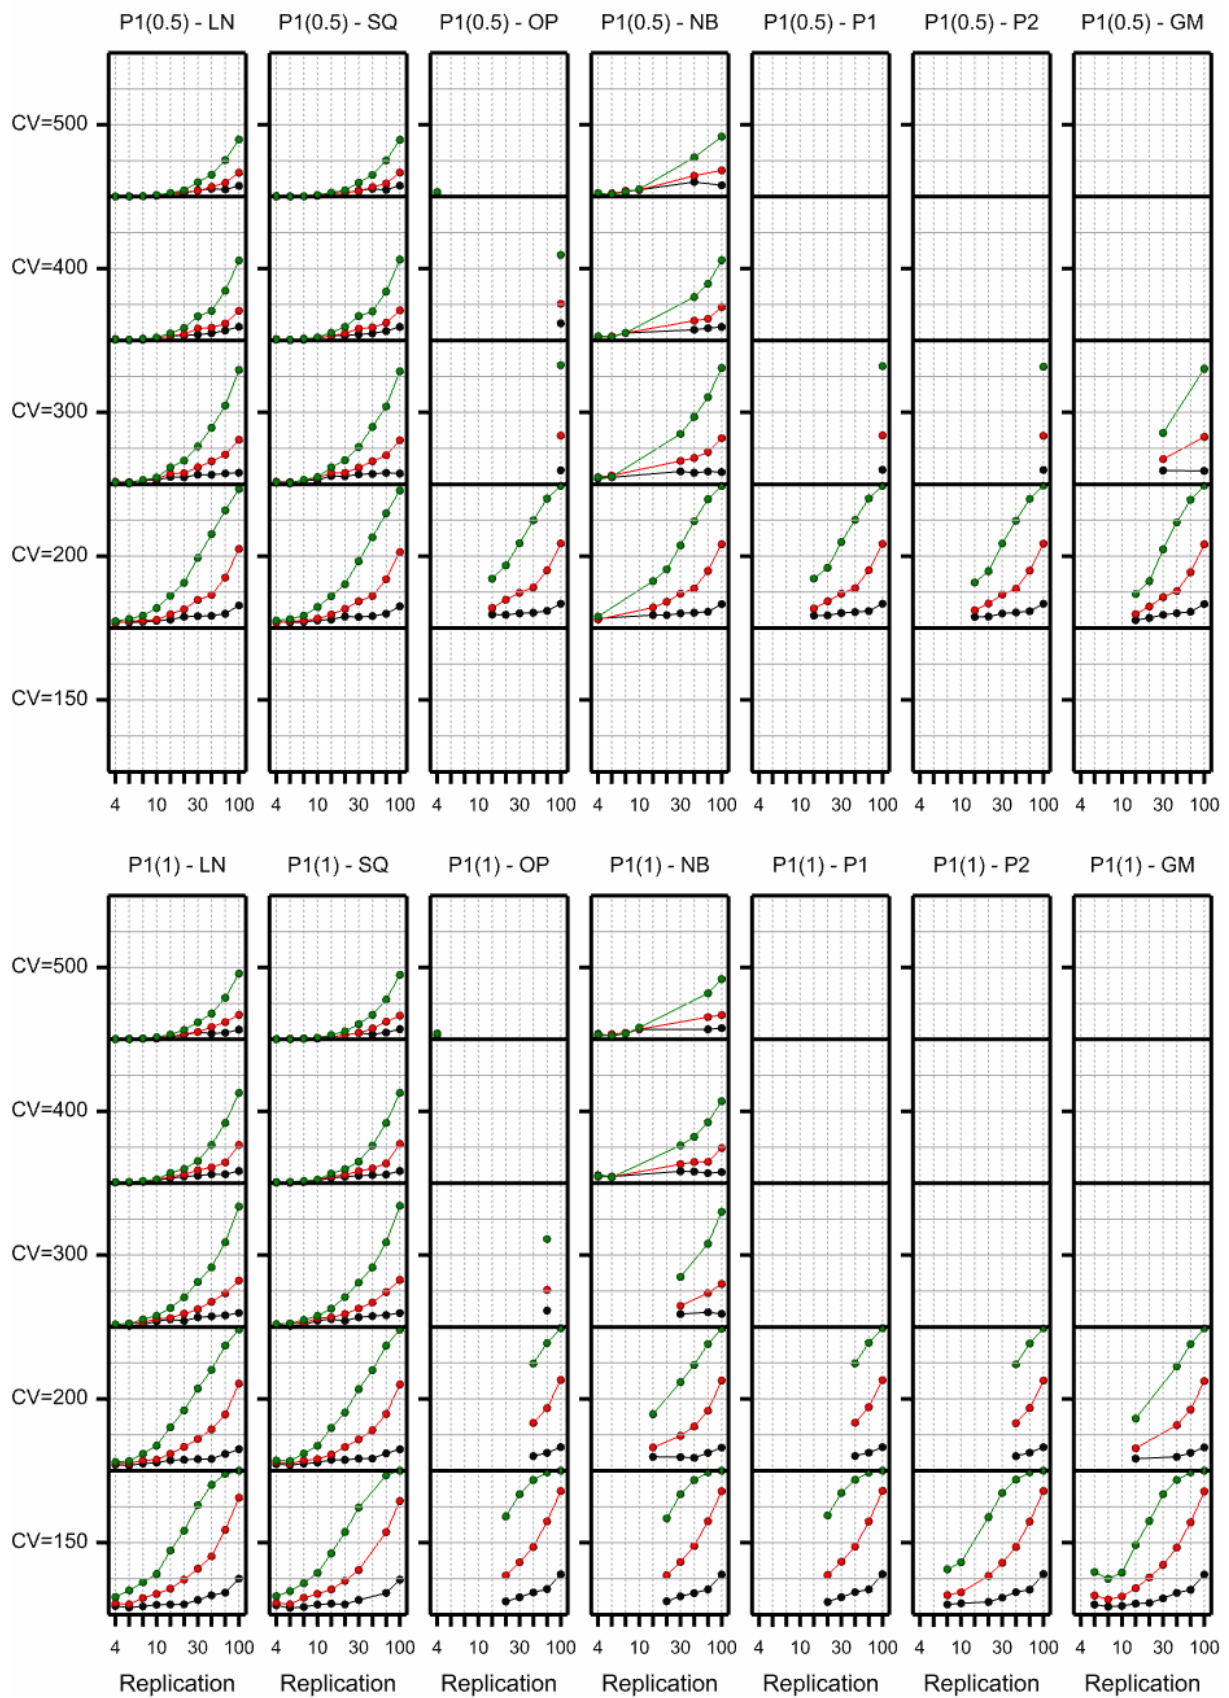 P1(0.5) - LN P1(0.5) - SQ P1(0.5) - OP P1(0.5) - NB P1(0.5) - P1 P1(0.5) - P2 P1(0.5) - GM
CV=500
CV=400
CV=300
CV=200
CV=150
4 10 30 100 4 10 30 100 4 10 30 100 4 10 30 100 4 10 30 100 4 10 30 100 4 10 30 100
P1(1) - LN P1(1) - SQ P1(1) - OP P1(1) - NB P1(1) - P1 P1(1) - P2 P1(1) - GM
CV=500
CV=400
CV=300
CV=200
CV=150
4 10 30 100 4 10 30 100 4 10 30 100 4 10 30 100 4 10 30 100 4 10 30 100 4 10 30 100
Replication Replication Replication Replication Replication Replication Replication